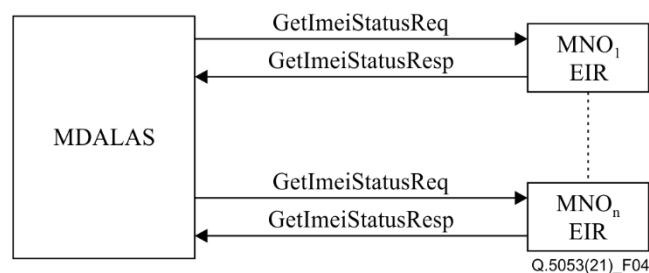 GetImeiStatusReq
MNO₁
EIR
GetImeiStatusResp
MDALAS
GetImeiStatusReq
MNOₙ
EIR
GetImeiStatusResp
Q.5053(21)_F04